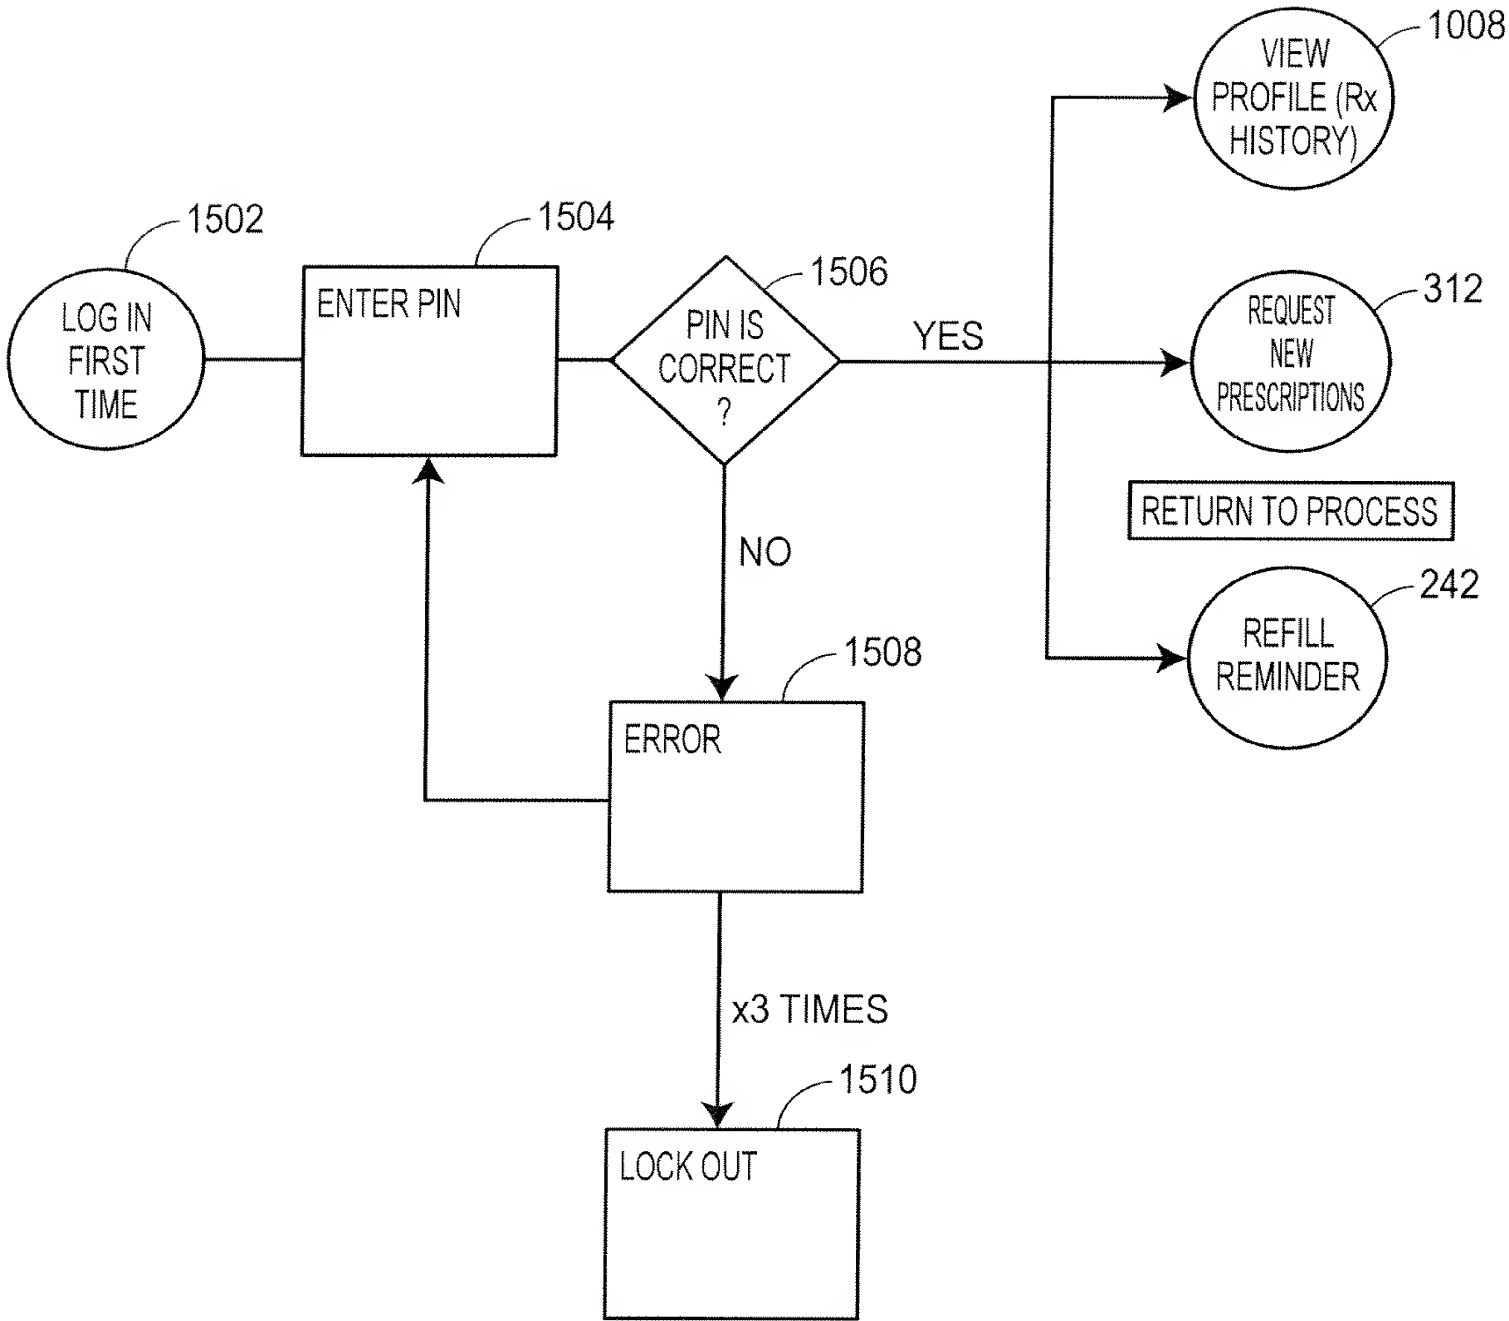 1008
VIEW
PROFILE (Rx
HISTORY)
1502
LOG IN
FIRST
TIME
1504
ENTER PIN
1506
PIN IS
CORRECT
?
YES
312
REQUEST
NEW
PRESCRIPTIONS
RETURN TO PROCESS
NO
242
REFILL
REMINDER
1508
ERROR
x3 TIMES
1510
LOCK OUT